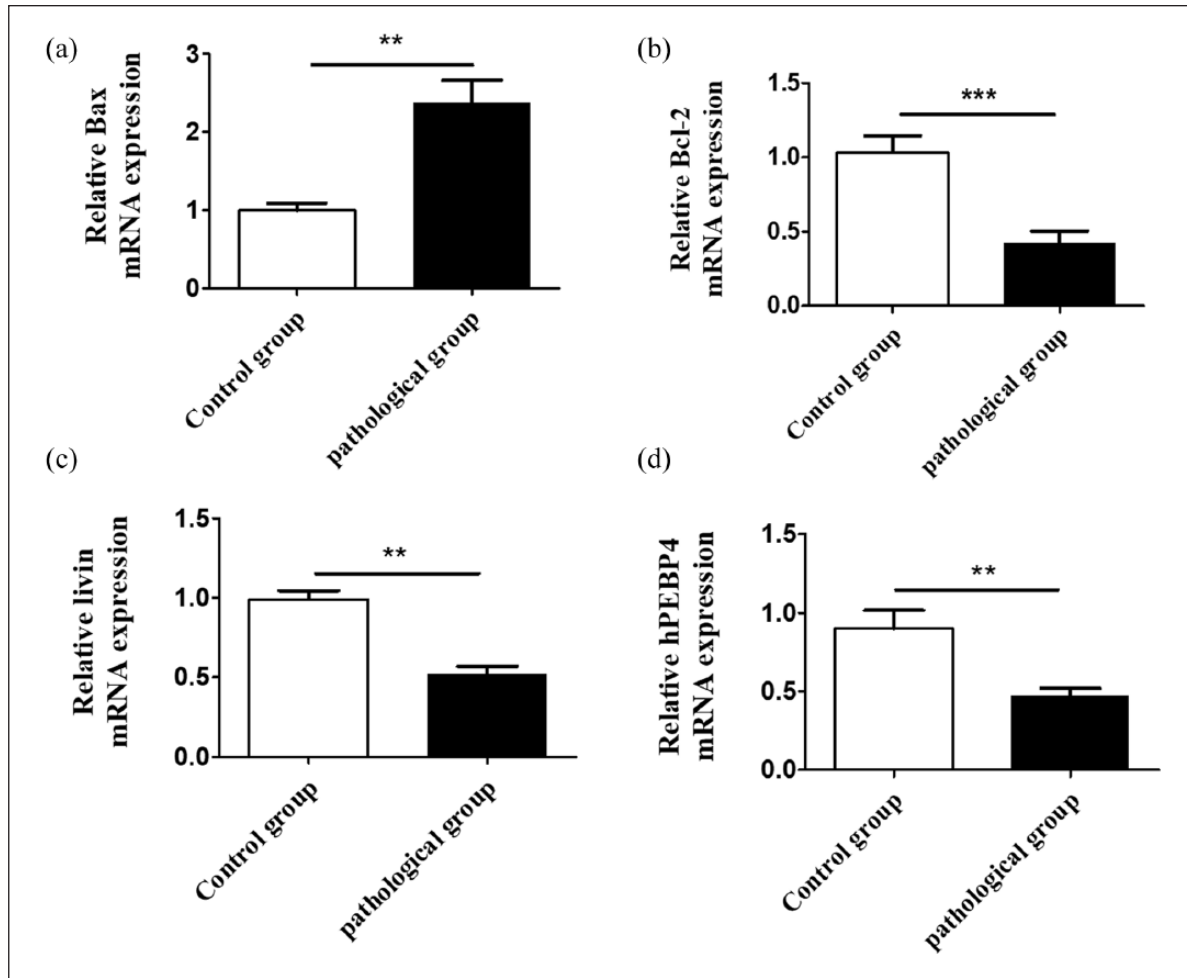 (a)
Relative Bax
mRNA expression
3
2
1
0
**
Control group
pathological group
(b)
Relative Bcl-2
mRNA expression
1.5
1.0
0.5
0.0
***
Control group
pathological group
(c)
Relative livin
mRNA expression
1.5
1.0
0.5
0.0
**
Control group
pathological group
(d)
Relative hPEBP4
mRNA expression
1.5
1.0
0.5
0.0
**
Control group
pathological group